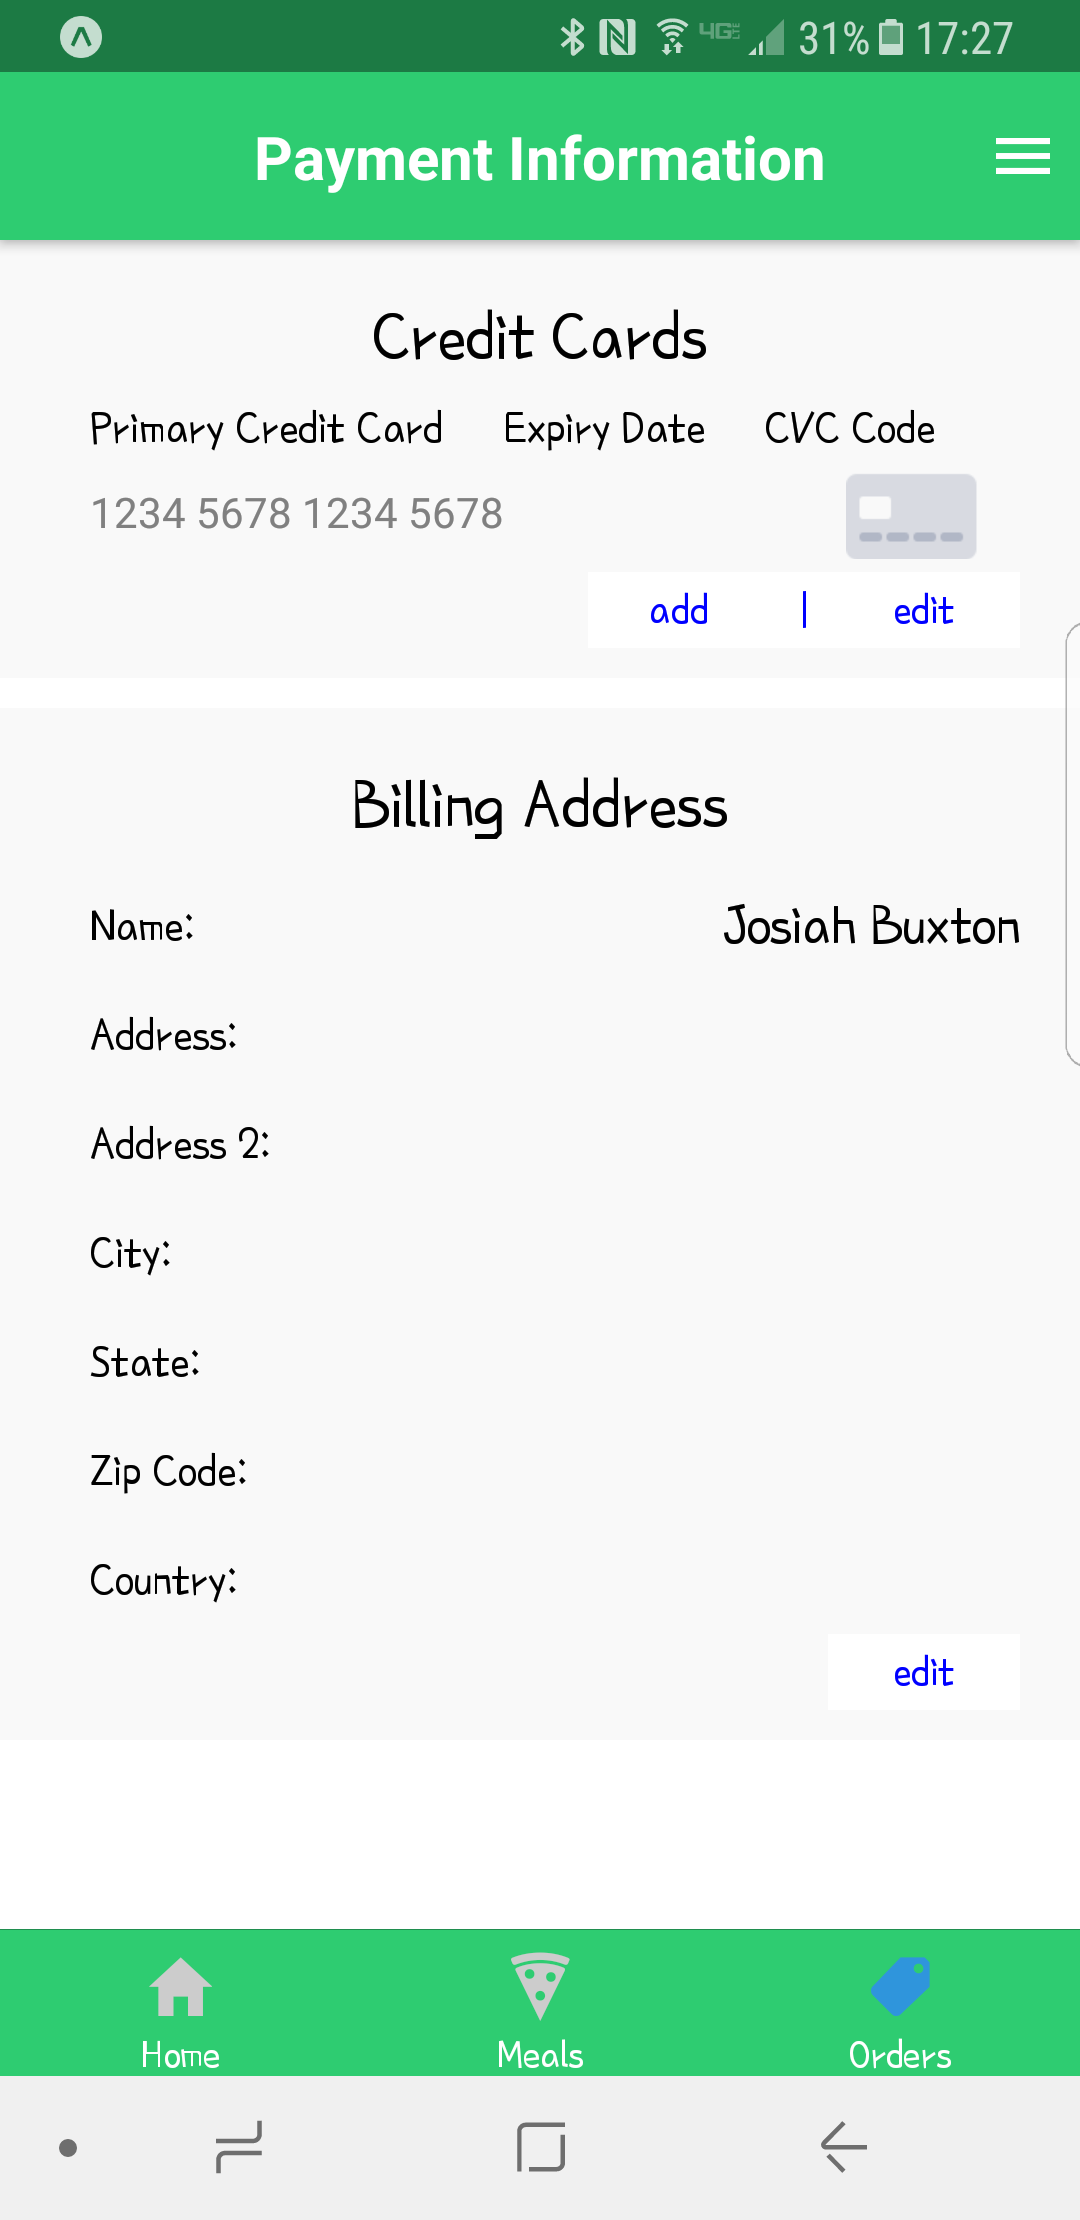 4G 31% 17:27
Payment Information
Credit Cards
Primary Credit Card Expiry Date CVC Code
1234 5678 1234 5678
add | edit
Billing Address
Name: Josiah Buxton
Address:
Address 2:
City:
State:
Zip Code:
Country:
edit
Home Meals Orders